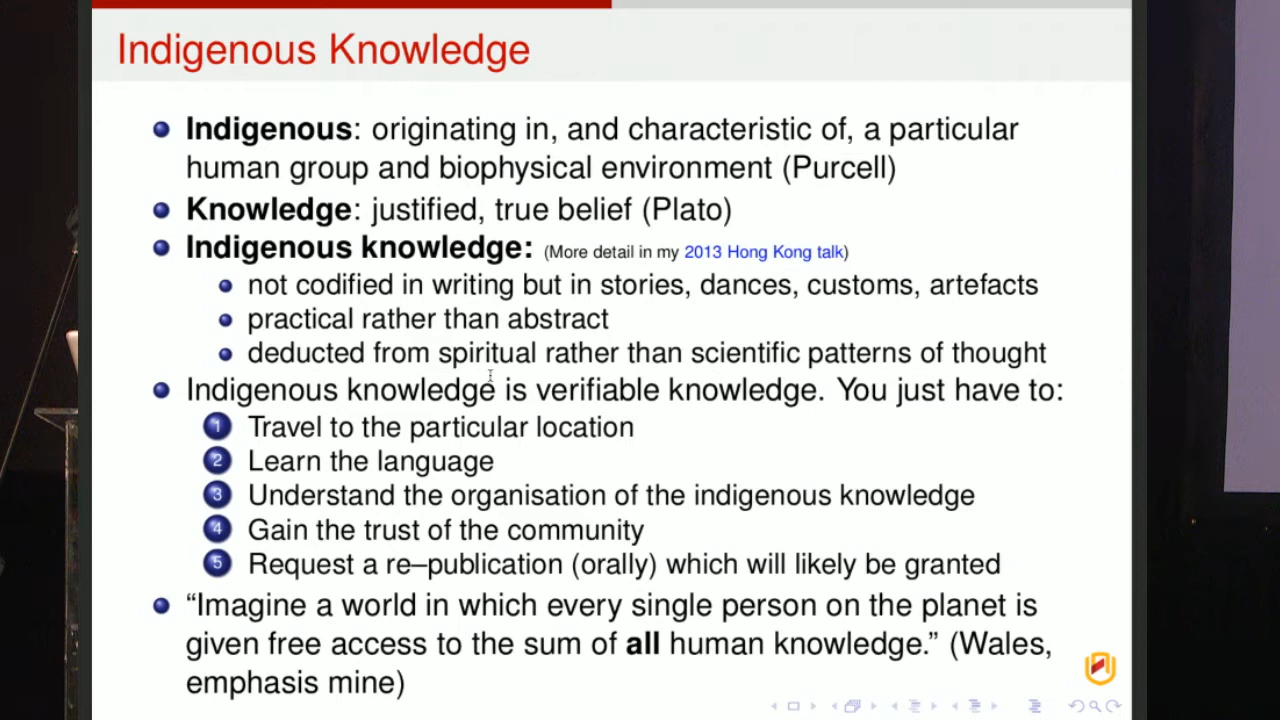 Indigenous Knowledge
Indigenous: originating in, and characteristic of, a particular
human group and biophysical environment (Purcell)
Knowledge: justified, true belief (Plato)
Indigenous knowledge: (More detail in my 2013 Hong Kong talk)
not codified in writing but in stories, dances, customs, artefacts
practical rather than abstract
deducted from spiritual rather than scientific patterns of thought
Indigenous knowledge is verifiable knowledge. You just have to:
1 Travel to the particular location
2 Learn the language
3 Understand the organisation of the indigenous knowledge
4 Gain the trust of the community
5 Request a re–publication (orally) which will likely be granted
“Imagine a world in which every single person on the planet is
given free access to the sum of all human knowledge.” (Wales,
emphasis mine)